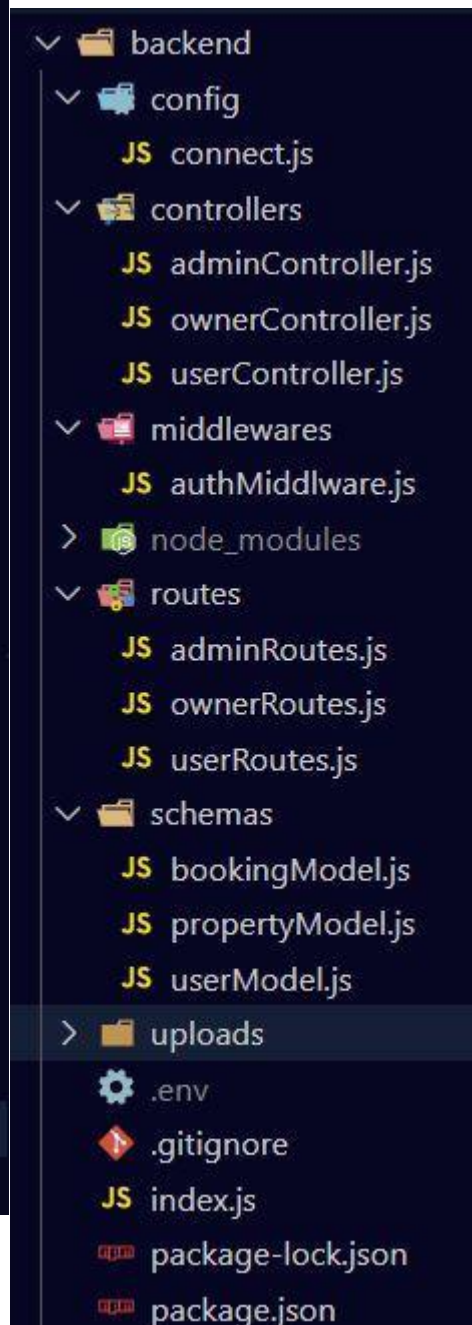 backend
config
JS connect.js
controllers
JS adminController.js
JS ownerController.js
JS userController.js
middlewares
JS authMiddlware.js
node_modules
routes
JS adminRoutes.js
JS ownerRoutes.js
JS userRoutes.js
schemas
JS bookingModel.js
JS propertyModel.js
JS userModel.js
uploads
.env
.gitignore
JS index.js
package-lock.json
package.json